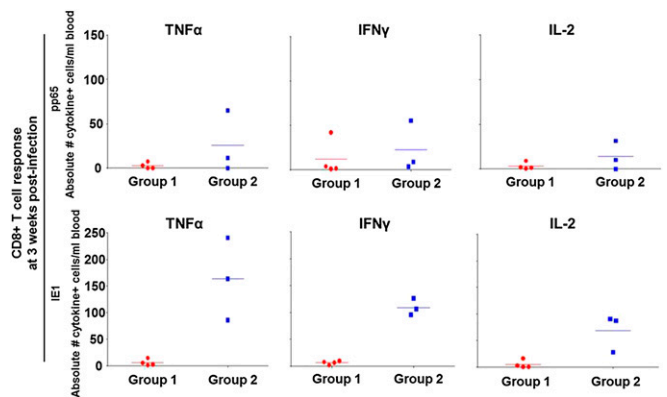 TNFα IFNγ IL-2
CD8+ T cell response
at 3 weeks post-infection
pp65
Absolute # cytokine+ cells/ml blood
150
100
50
0
Group 1 Group 2 Group 1 Group 2 Group 1 Group 2
TNFα IFNγ IL-2
IE1
Absolute # cytokine+ cells/ml blood
250
200
150
100
50
0
Group 1 Group 2 Group 1 Group 2 Group 1 Group 2